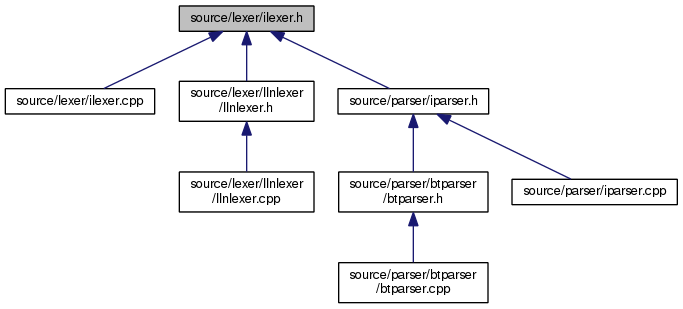 source/lexer/ilexer.h
source/lexer/ilexer.cpp
source/lexer/llnlexer
/llnlexer.h
source/parser/iparser.h
source/lexer/llnlexer
/llnlexer.cpp
source/parser/btparser
/btparser.h
source/parser/iparser.cpp
source/parser/btparser
/btparser.cpp